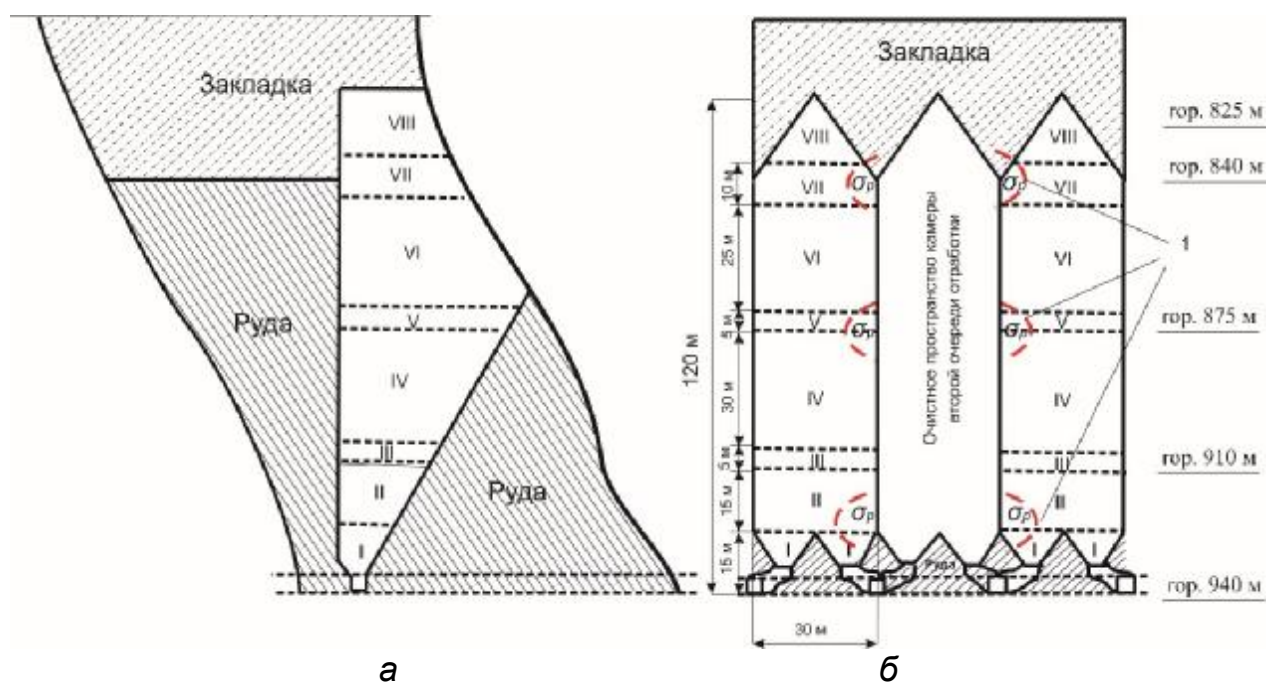 Закладка
VIII
VII
VI
Руда
V
IV
III
II
Руда
I
а
Закладка
VIII
VIII
гор. 825 м
гор. 840 м
10 м
VII
σр
σр
VII
25 м
VI
VI
1
Очистное пространство камеры
второй очереди отработки
120 м
5 м
V
σр
σр
V
гор. 875 м
30 м
IV
IV
5 м
III
III
гор. 910 м
15 м
II
σр
σр
II
15 м
I
I
Руда
I
I
гор. 940 м
30 м
б